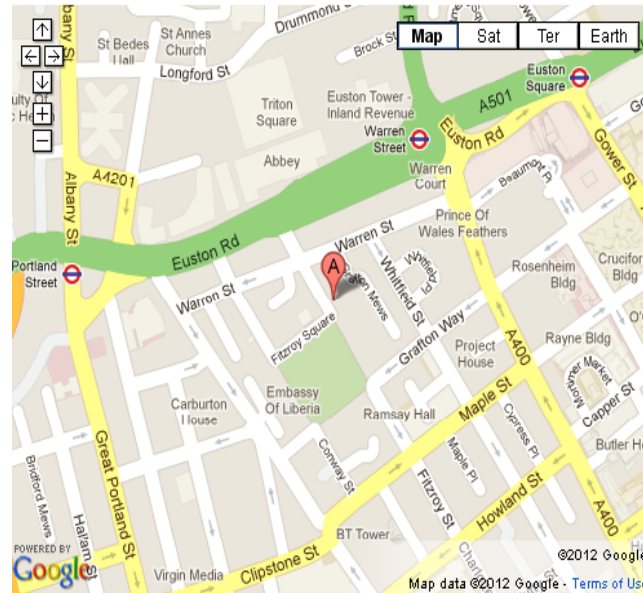 Drummond St
St Annes
Church
St Bedes
Hall
Brock St
Map
Sat
Ter
Earth
Longford St
Euston
Square
Triton
Square
Euston Tower -
Inland Revenue
A501
Warren
Street
Euston Rd
Gower St
Abbey
Warren
Court
Beaumont Pl
A4201
Albany St
Prince Of
Wales Feathers
Warren St
Euston Rd
Whitfield Pl
Portland
Street
A
Rosenheim
Bldg
Warren St
Grafton Mews
Whitfield St
Fitzroy Square
Grafton Way
A400
Project
House
Rayne Bldg
Mortimer Market
Embassy
Of Liberia
Maple St
Capper St
Carburton
House
Ramsay Hall
Cypress Pl
Great Portland St
Conway St
Maple Pl
Bridford Mews
Fitzroy St
Howland St
A400
Hallam St
BT Tower
Clipstone St
Virgin Media
POWERED BY
Google
©2012 Google
Map data ©2012 Google - Terms of Us